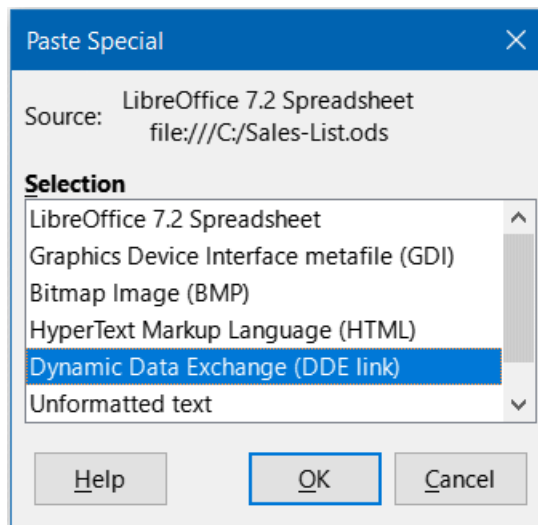 Paste Special
Source: LibreOffice 7.2 Spreadsheet
file:///C:/Sales-List.ods
Selection
LibreOffice 7.2 Spreadsheet
Graphics Device Interface metafile (GDI)
Bitmap Image (BMP)
HyperText Markup Language (HTML)
Dynamic Data Exchange (DDE link)
Unformatted text
Help OK Cancel